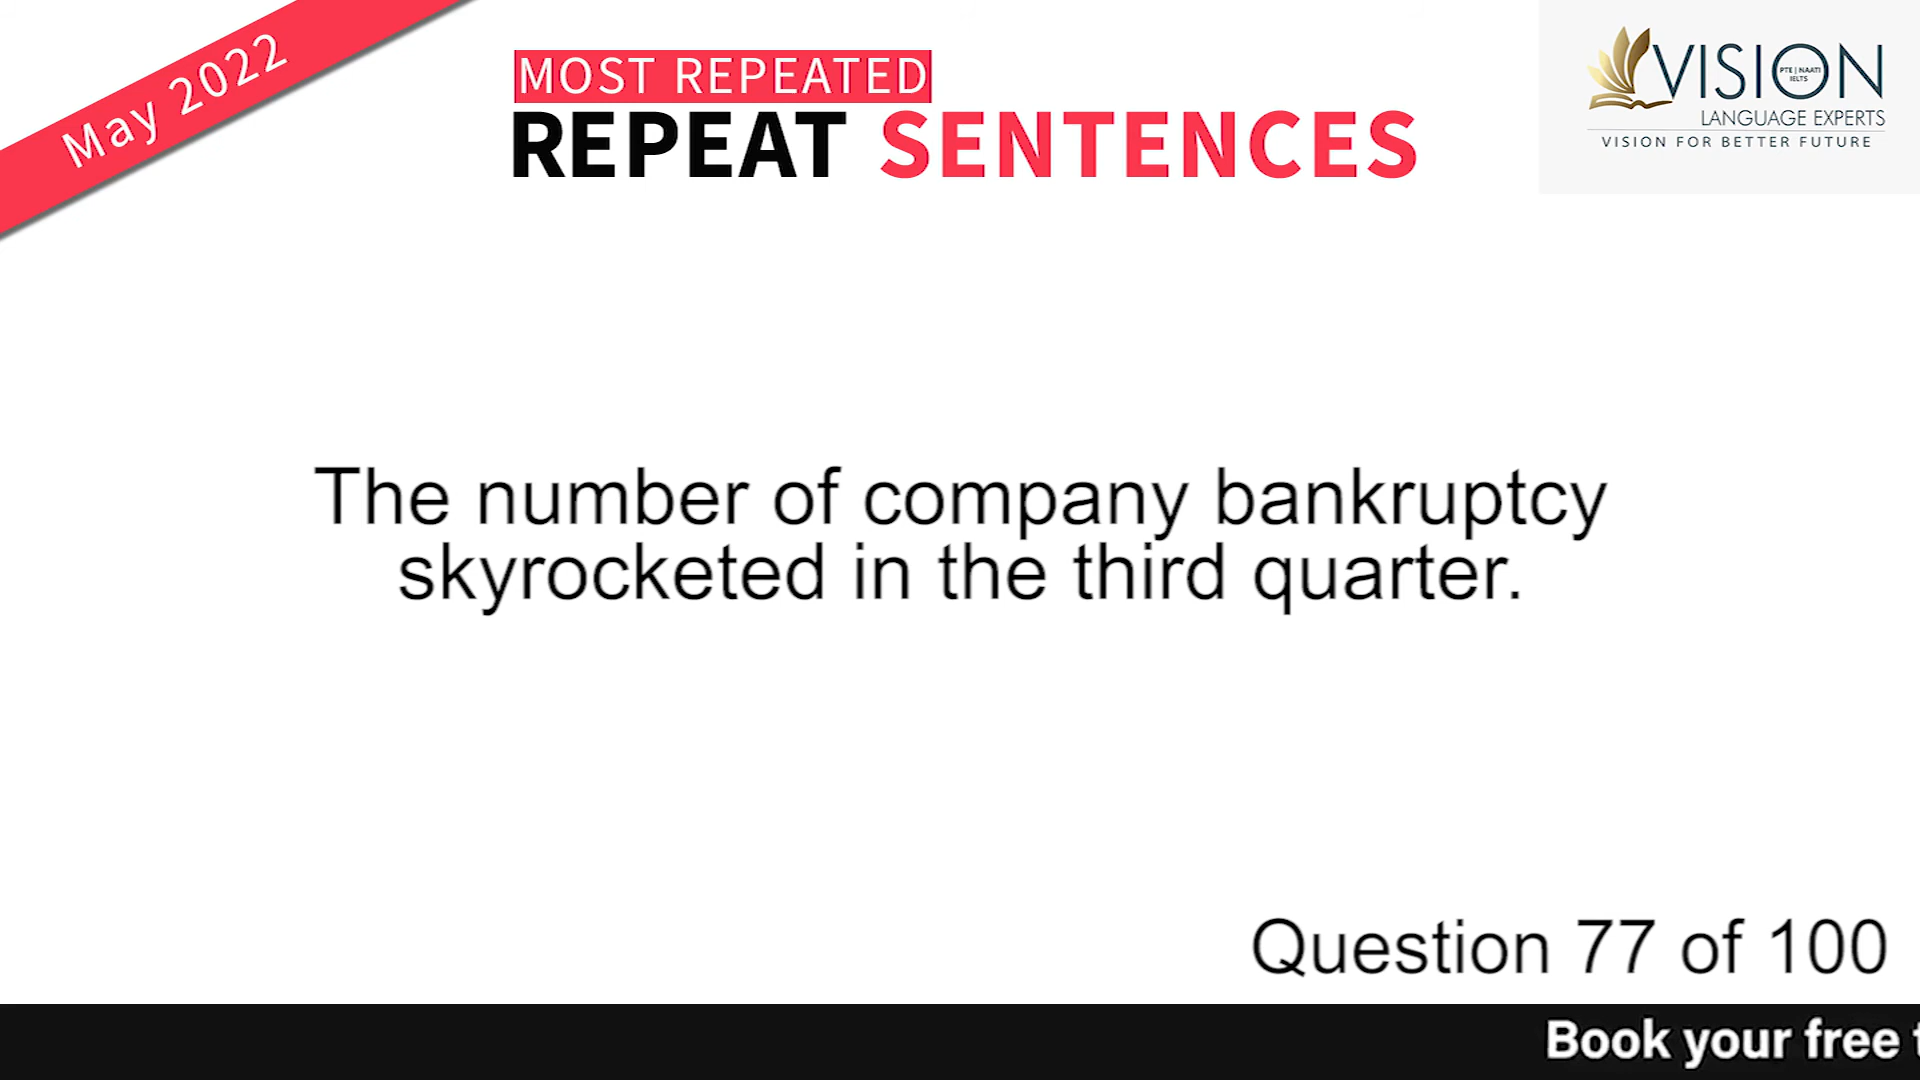 May 2022
MOST REPEATED
REPEAT SENTENCES
VISION
PTE | NAATI
IELTS
LANGUAGE EXPERTS
VISION FOR BETTER FUTURE
The number of company bankruptcy
skyrocketed in the third quarter.
Question 77 of 100
Book your free